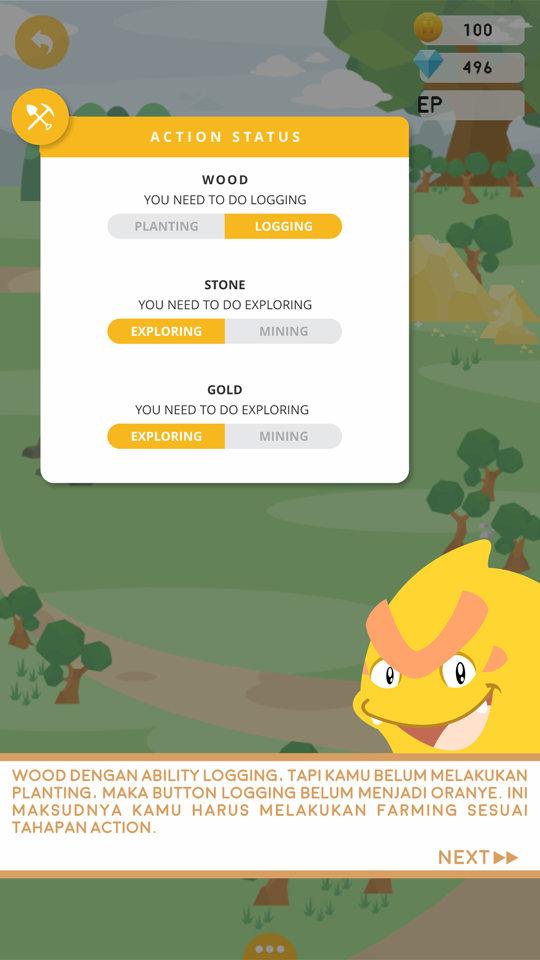 100
496
EP
ACTION STATUS
WOOD
YOU NEED TO DO LOGGING
PLANTING LOGGING
STONE
YOU NEED TO DO EXPLORING
EXPLORING MINING
GOLD
YOU NEED TO DO EXPLORING
EXPLORING MINING
WOOD DENGAN ABILITY LOGGING, TAPI KAMU BELUM MELAKUKAN
PLANTING, MAKA BUTTON LOGGING BELUM MENJADI ORANYE. INI
MAKSUDNYA KAMU HARUS MELAKUKAN FARMING SESUAI
TAHAPAN ACTION.
NEXT